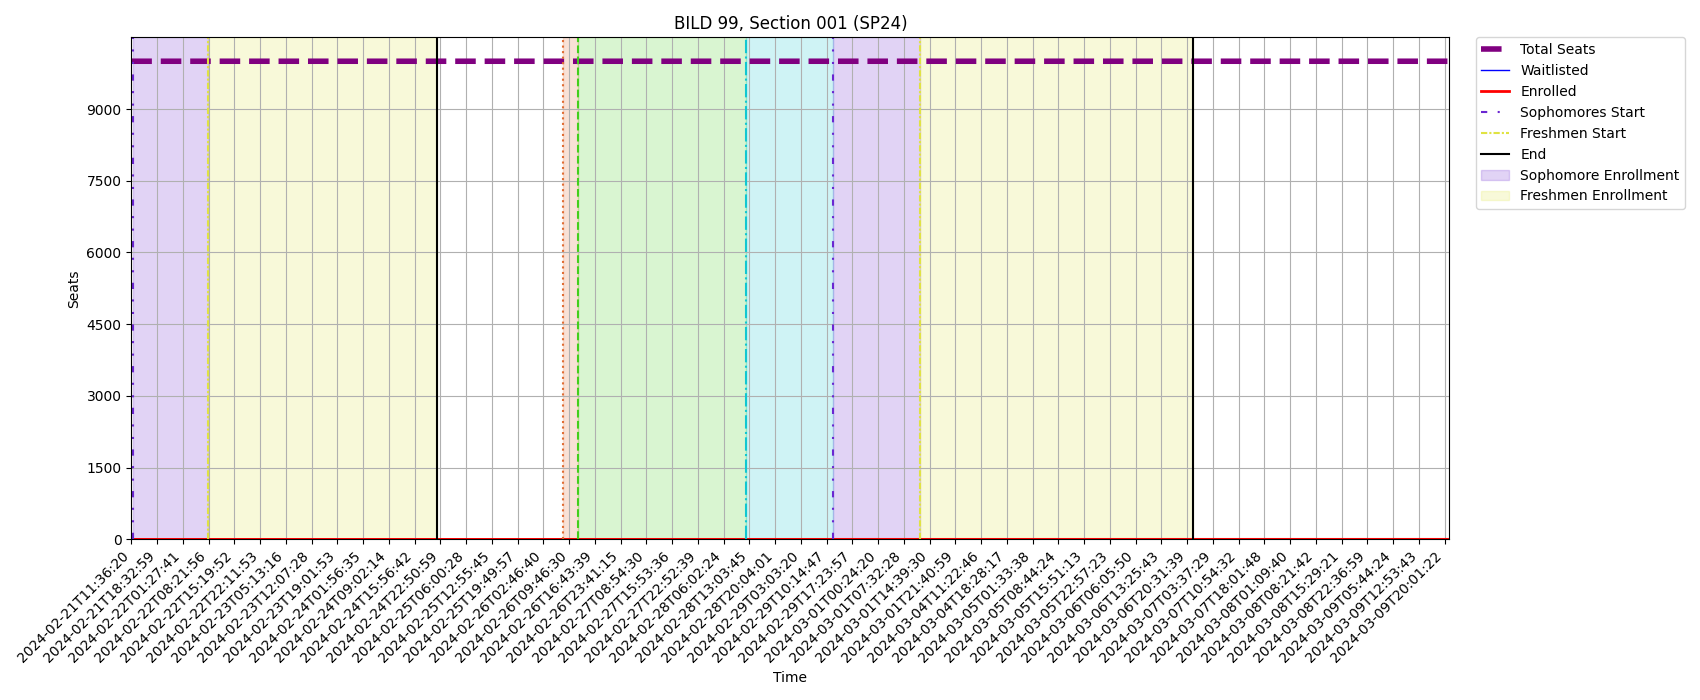 BILD 99, Section 001 (SP24)
Total Seats
Waitlisted
Enrolled
Sophomores Start
Freshmen Start
End
Sophomore Enrollment
Freshmen Enrollment
Seats
9000
7500
6000
4500
3000
1500
0
2024-02-21T11:36:20
2024-02-21T18:32:59
2024-02-22T01:27:41
2024-02-22T08:21:56
2024-02-22T15:19:52
2024-02-22T22:11:53
2024-02-23T05:13:16
2024-02-23T12:07:28
2024-02-23T19:01:53
2024-02-24T01:56:35
2024-02-24T09:02:14
2024-02-24T15:56:42
2024-02-24T22:50:59
2024-02-25T06:00:28
2024-02-25T12:55:45
2024-02-25T19:49:57
2024-02-26T02:46:40
2024-02-26T09:46:30
2024-02-26T16:43:39
2024-02-26T23:41:15
2024-02-27T08:54:30
2024-02-27T15:53:36
2024-02-27T22:52:39
2024-02-28T06:02:24
2024-02-28T13:03:45
2024-02-28T20:04:01
2024-02-29T03:03:20
2024-02-29T10:14:47
2024-02-29T17:23:57
2024-03-01T00:24:20
2024-03-01T07:32:28
2024-03-01T14:39:30
2024-03-01T21:40:59
2024-03-04T11:22:46
2024-03-04T18:28:17
2024-03-05T01:33:38
2024-03-05T08:44:24
2024-03-05T15:51:13
2024-03-05T22:57:23
2024-03-06T06:05:50
2024-03-06T13:25:43
2024-03-06T20:31:39
2024-03-07T03:37:29
2024-03-07T10:54:32
2024-03-07T18:01:48
2024-03-08T01:09:40
2024-03-08T08:21:42
2024-03-08T15:29:21
2024-03-08T22:36:59
2024-03-09T05:44:24
2024-03-09T12:53:43
2024-03-09T20:01:22
Time